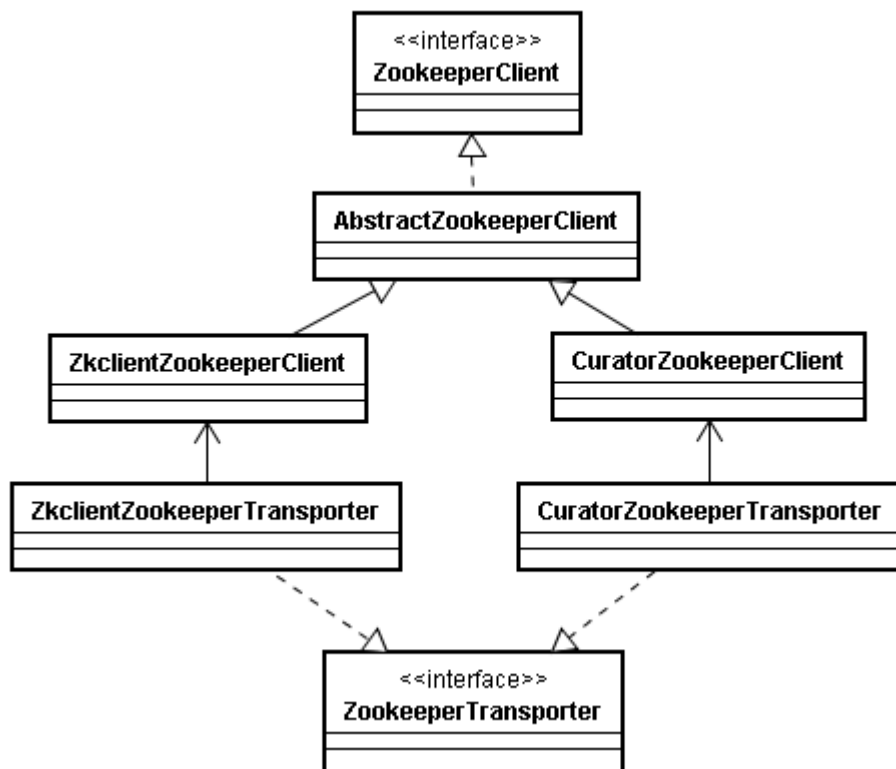 <<interface>>
ZookeeperClient
AbstractZookeeperClient
ZkclientZookeeperClient
CuratorZookeeperClient
ZkclientZookeeperTransporter
CuratorZookeeperTransporter
<<interface>>
ZookeeperTransporter